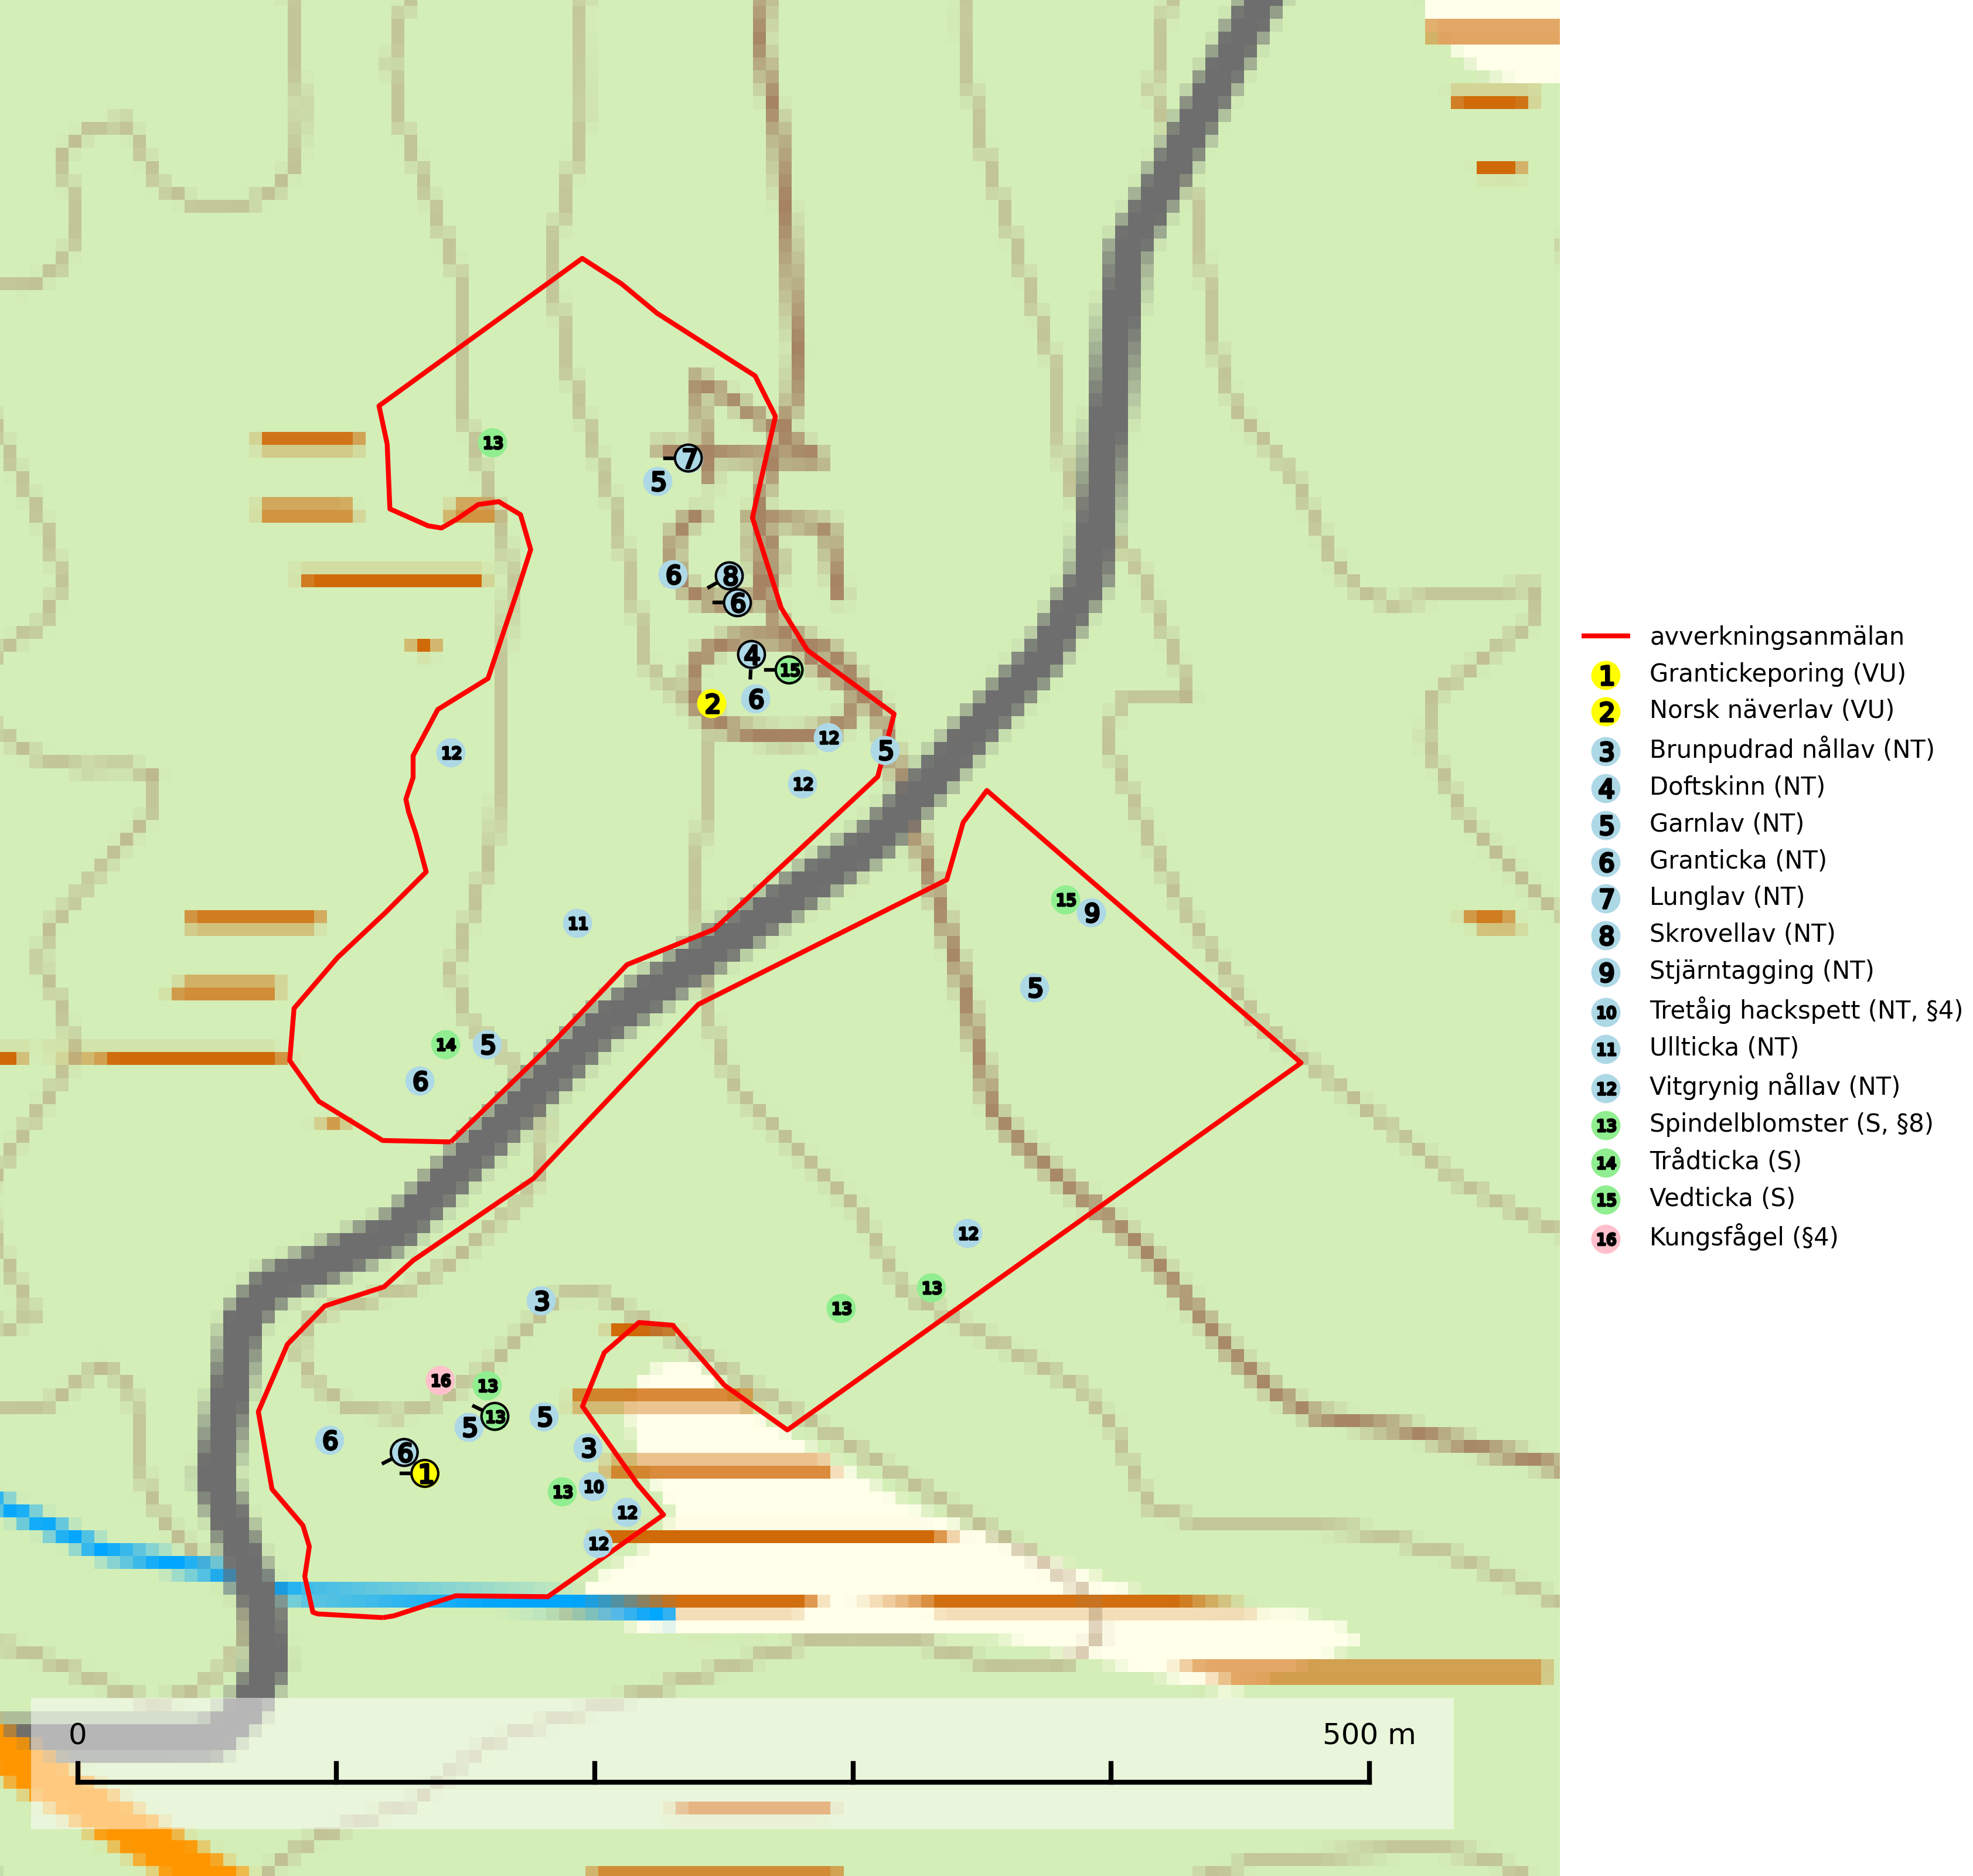 13
7
5
6
8
6
4
15
2
6
12
5
12
12
11
15
9
5
14
5
6
12
13
13
3
16
13
13
5
5
6
6
3
1
13
10
12
12
0 500 m
avverkningsanmälan
1 Grantickeporing (VU)
2 Norsk näverlav (VU)
3 Brunpudrad nållav (NT)
4 Doftskinn (NT)
5 Garnlav (NT)
6 Granticka (NT)
7 Lunglav (NT)
8 Skrovellav (NT)
9 Stjärntagging (NT)
10 Tretåig hackspett (NT, §4)
11 Ullticka (NT)
12 Vitgrynig nållav (NT)
13 Spindelblomster (S, §8)
14 Trådticka (S)
15 Vedticka (S)
16 Kungsfågel (§4)